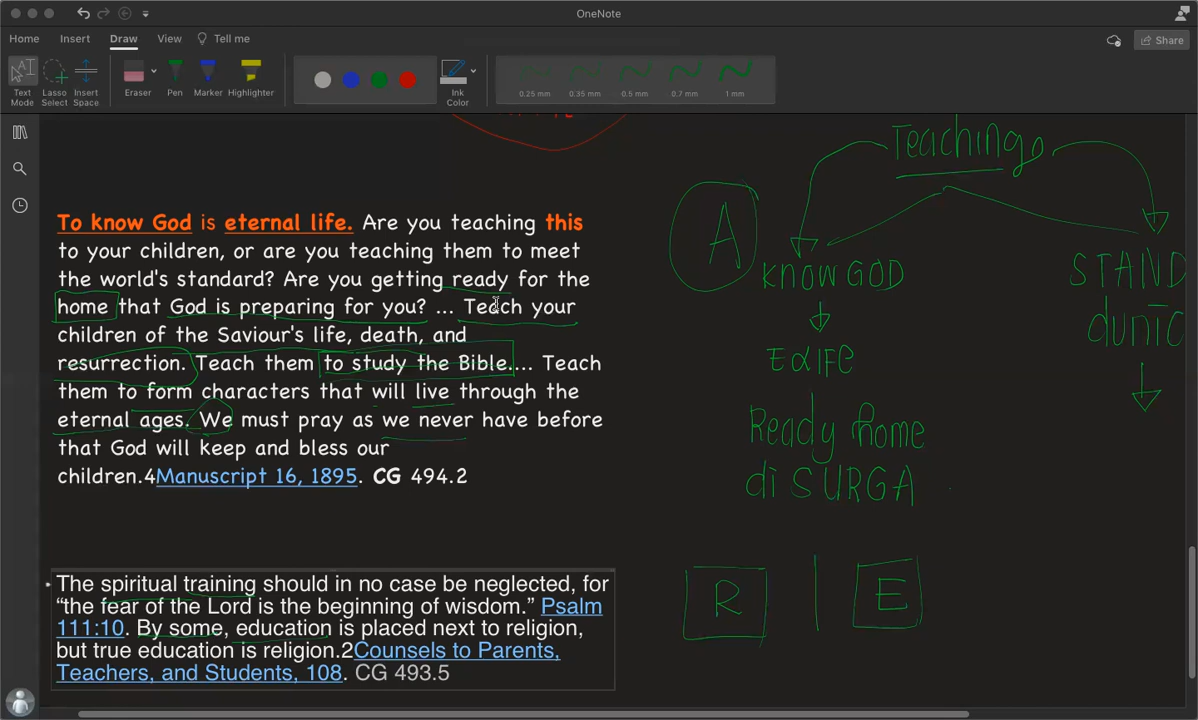 OneNote
Home Insert Draw View Tell me
Share
Text Mode
Lasso Select
Insert Space
Eraser
Pen
Marker
Highlighter
Ink Color
0.25 mm 0.35 mm 0.5 mm 0.7 mm 1 mm
Teaching
A
KNOW GOD
STAND
dunic
Ready home
di SURGA
R E
To know God is eternal life. Are you teaching this
to your children, or are you teaching them to meet
the world's standard? Are you getting ready for the
home that God is preparing for you? ... Teach your
children of the Saviour's life, death, and
resurrection. Teach them to study the Bible.... Teach
them to form characters that will live through the
eternal ages. We must pray as we never have before
that God will keep and bless our
children.4Manuscript 16, 1895. CG 494.2
The spiritual training should in no case be neglected, for
“the fear of the Lord is the beginning of wisdom.” Psalm
111:10. By some, education is placed next to religion,
but true education is religion.2Counsels to Parents,
Teachers, and Students, 108. CG 493.5